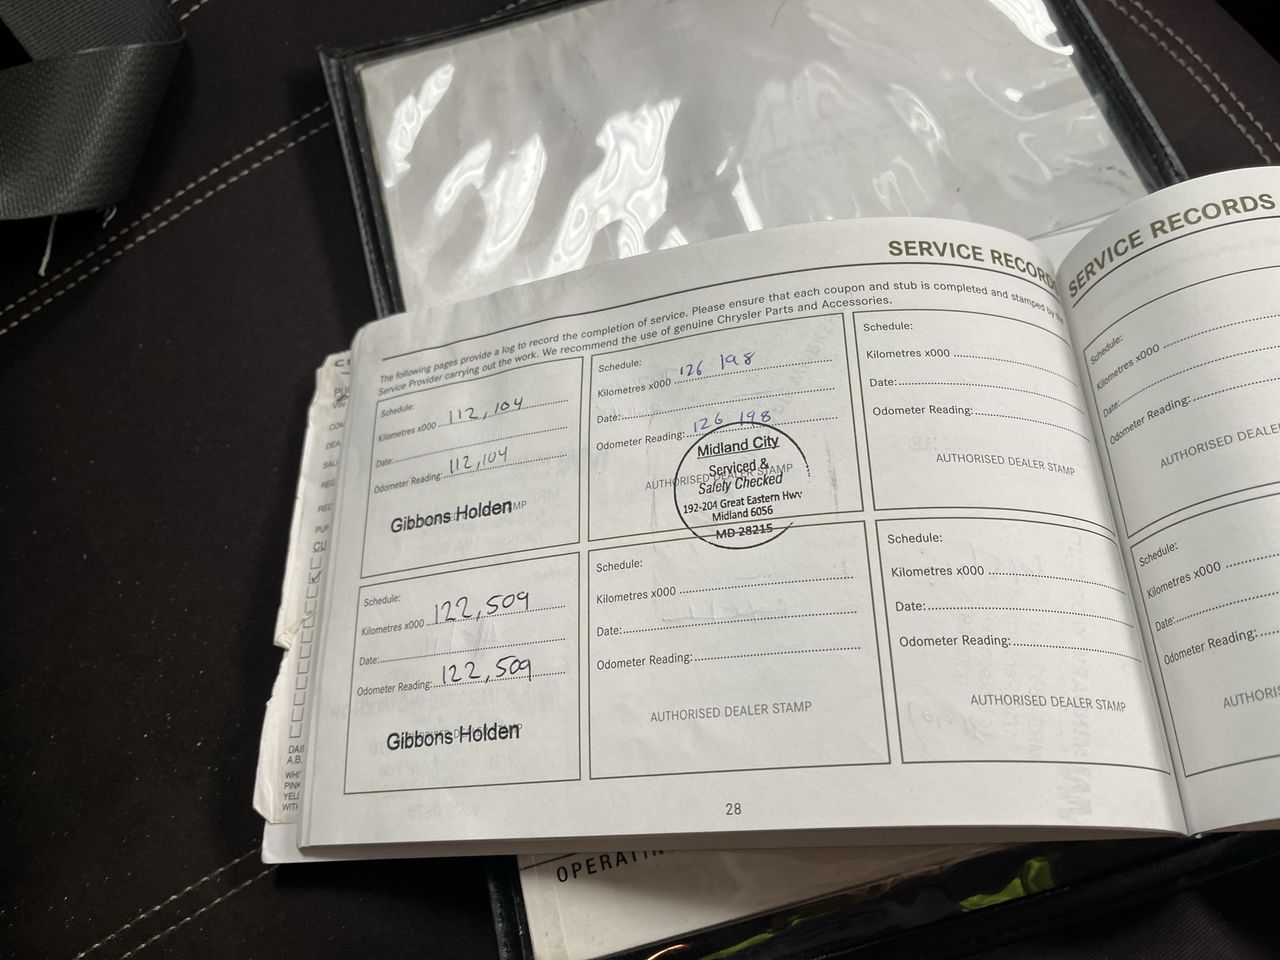 SERVICE RECORD
The following pages provide a log to record the completion of service. Please ensure that each coupon and stub is completed and stamped by the
Service Provider carrying out the work. We recommend the use of genuine Chrysler Parts and Accessories.
Schedule:
Kilometres x000 112,104
Date:
Odometer Reading: 112,104
Gibbons Holden
Schedule:
Kilometres x000 126 198
Date:
Odometer Reading: 126 198
AUTHORISED DEALER STAMP
Midland City
Serviced &
Safety Checked
192-204 Great Eastern Hwy
Midland 6056
MD 28215
Schedule:
Kilometres x000
Date:
Odometer Reading:
AUTHORISED DEALER STAMP
Schedule:
Kilometres x000 122,509
Date:
Odometer Reading: 122,509
Gibbons Holden
Schedule:
Kilometres x000
Date:
Odometer Reading:
AUTHORISED DEALER STAMP
Schedule:
Kilometres x000
Date:
Odometer Reading:
AUTHORISED DEALER STAMP
28
SERVICE RECORDS
Schedule:
Kilometres x000
Date:
Odometer Reading:
AUTHORISED DEALER
Schedule:
Kilometres x000
Date:
Odometer Reading:
AUTHORIS